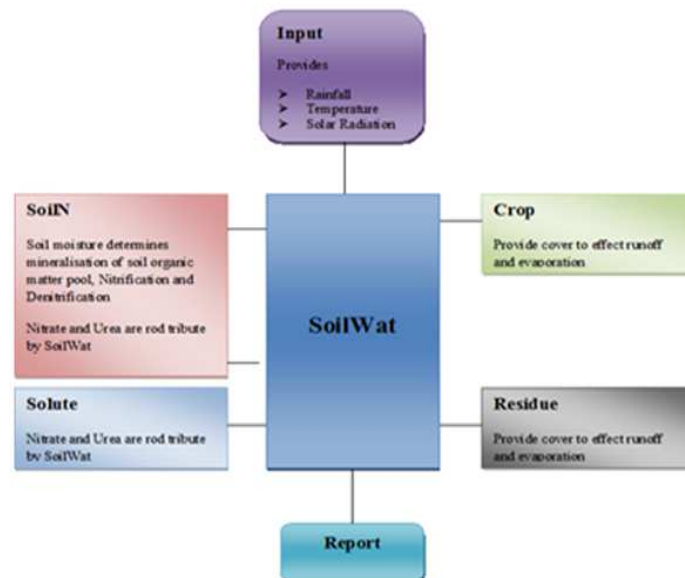 Input
Provides
➤ Rainfall
➤ Temperature
➤ Solar Radiation
SoilN
Soil moisture determines
mineralisation of soil organic
matter pool, Nitrification and
Denitrification
Nitrate and Urea are rod tribute
by SoilWat
Crop
Provide cover to effect runoff
and evaporation
SoilWat
Solute
Nitrate and Urea are rod tribute
by SoilWat
Residue
Provide cover to effect runoff
and evaporation
Report